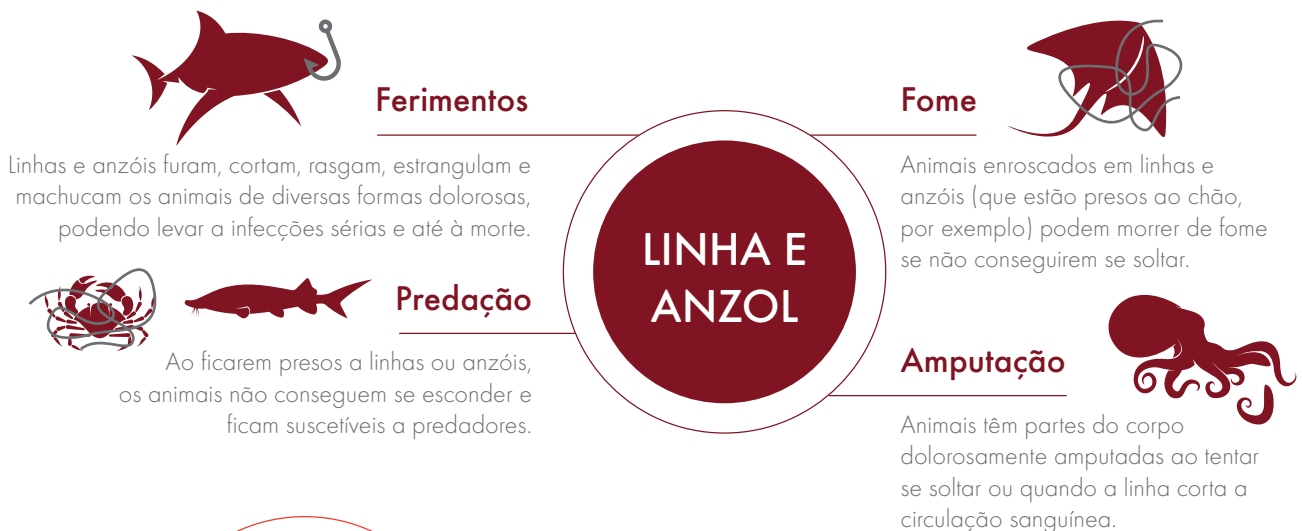 Ferimentos
Linhas e anzóis furam, cortam, rasgam, estrangulam e
machucam os animais de diversas formas dolorosas,
podendo levar a infecções sérias e até à morte.
Predação
Ao ficarem presos a linhas ou anzóis,
os animais não conseguem se esconder e
ficam suscetíveis a predadores.
LINHA E
ANZOL
Fome
Animais enroscados em linhas e
anzóis (que estão presos ao chão,
por exemplo) podem morrer de fome
se não conseguirem se soltar.
Amputação
Animais têm partes do corpo
dolorosamente amputadas ao tentar
se soltar ou quando a linha corta a
circulação sanguínea.